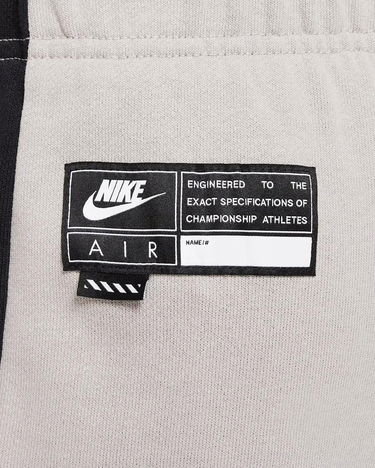 NIKE
ENGINEERED TO THE
EXACT SPECIFICATIONS OF
CHAMPIONSHIP ATHLETES
AIR
NAME/#